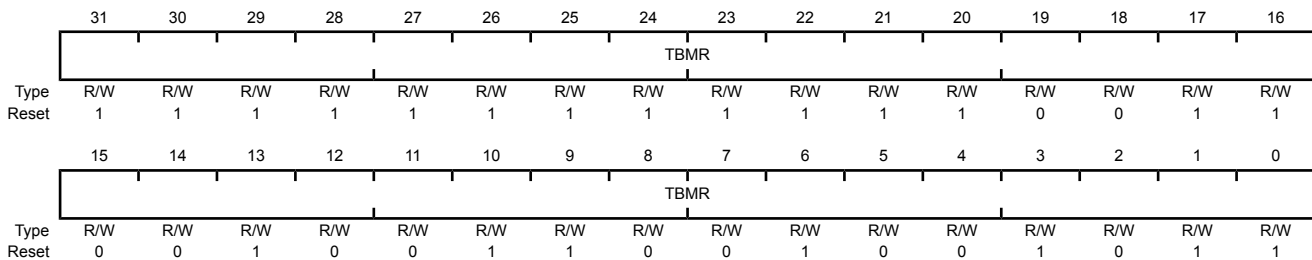 31 30 29 28 27 26 25 24 23 22 21 20 19 18 17 16
TBMR
Type R/W R/W R/W R/W R/W R/W R/W R/W R/W R/W R/W R/W R/W R/W R/W R/W
Reset 1 1 1 1 1 1 1 1 1 1 1 1 0 0 1 1
15 14 13 12 11 10 9 8 7 6 5 4 3 2 1 0
TBMR
Type R/W R/W R/W R/W R/W R/W R/W R/W R/W R/W R/W R/W R/W R/W R/W R/W
Reset 0 0 1 0 0 1 1 0 0 1 0 0 1 0 1 1